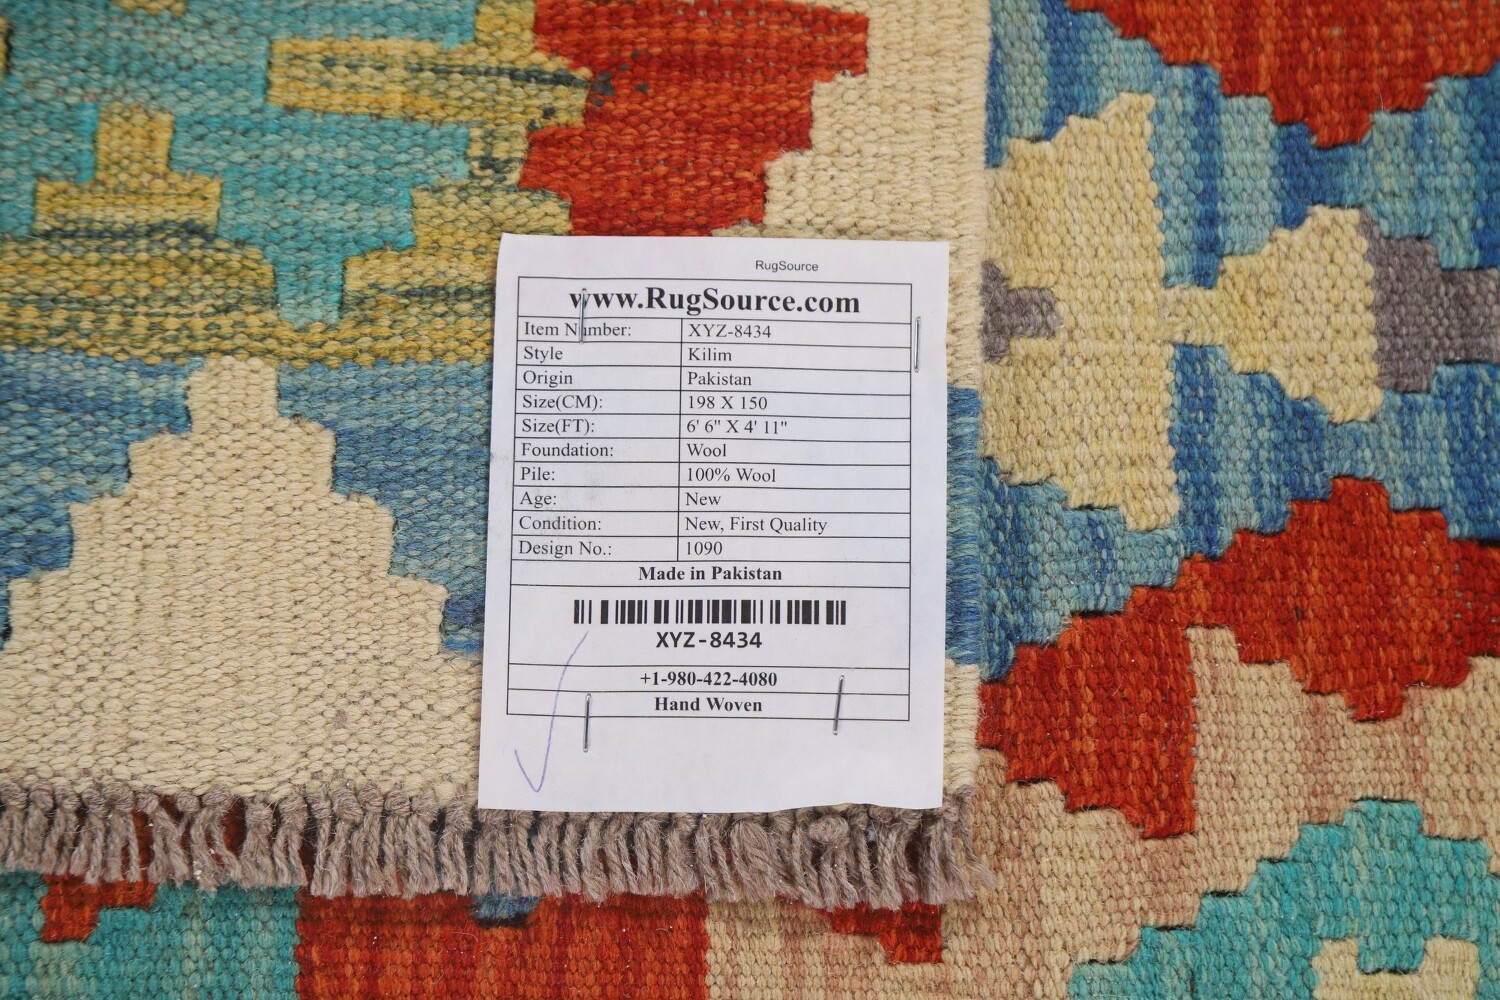 RugSource
www.RugSource.com
Item Number: XYZ-8434
Style Kilim
Origin Pakistan
Size(CM): 198 X 150
Size(FT): 6' 6" X 4' 11"
Foundation: Wool
Pile: 100% Wool
Age: New
Condition: New, First Quality
Design No.: 1090
Made in Pakistan
XYZ-8434
+1-980-422-4080
Hand Woven